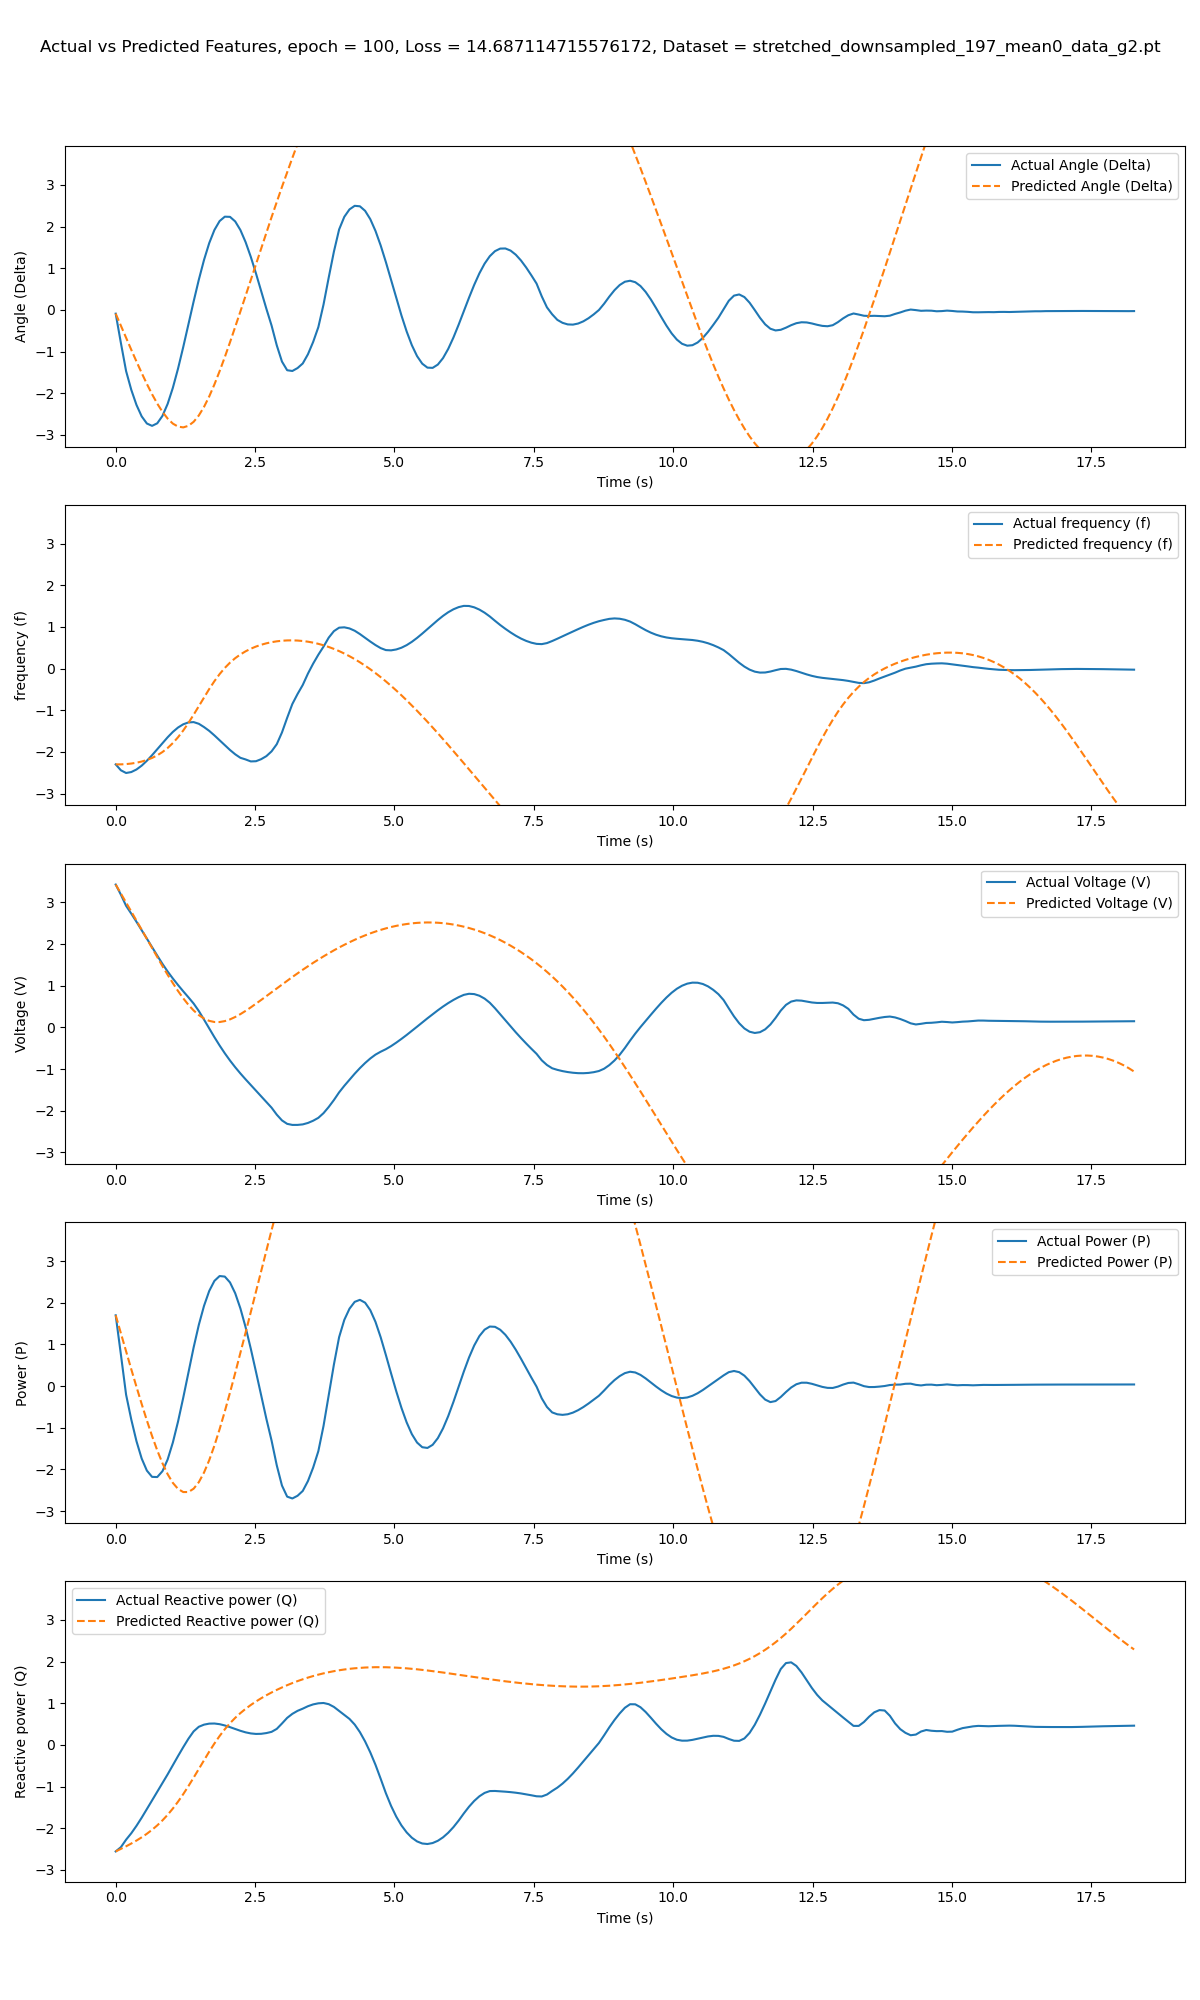 Actual vs Predicted Features, epoch = 100, Loss = 14.687114715576172, Dataset = stretched_downsampled_197_mean0_data_g2.pt
Actual Angle (Delta)
Predicted Angle (Delta)
Angle (Delta)
3
2
1
0
−1
−2
−3
0.0 2.5 5.0 7.5 10.0 12.5 15.0 17.5
Time (s)
Actual frequency (f)
Predicted frequency (f)
frequency (f)
3
2
1
0
−1
−2
−3
0.0 2.5 5.0 7.5 10.0 12.5 15.0 17.5
Time (s)
Actual Voltage (V)
Predicted Voltage (V)
Voltage (V)
3
2
1
0
−1
−2
−3
0.0 2.5 5.0 7.5 10.0 12.5 15.0 17.5
Time (s)
Actual Power (P)
Predicted Power (P)
Power (P)
3
2
1
0
−1
−2
−3
0.0 2.5 5.0 7.5 10.0 12.5 15.0 17.5
Time (s)
Actual Reactive power (Q)
Predicted Reactive power (Q)
Reactive power (Q)
3
2
1
0
−1
−2
−3
0.0 2.5 5.0 7.5 10.0 12.5 15.0 17.5
Time (s)